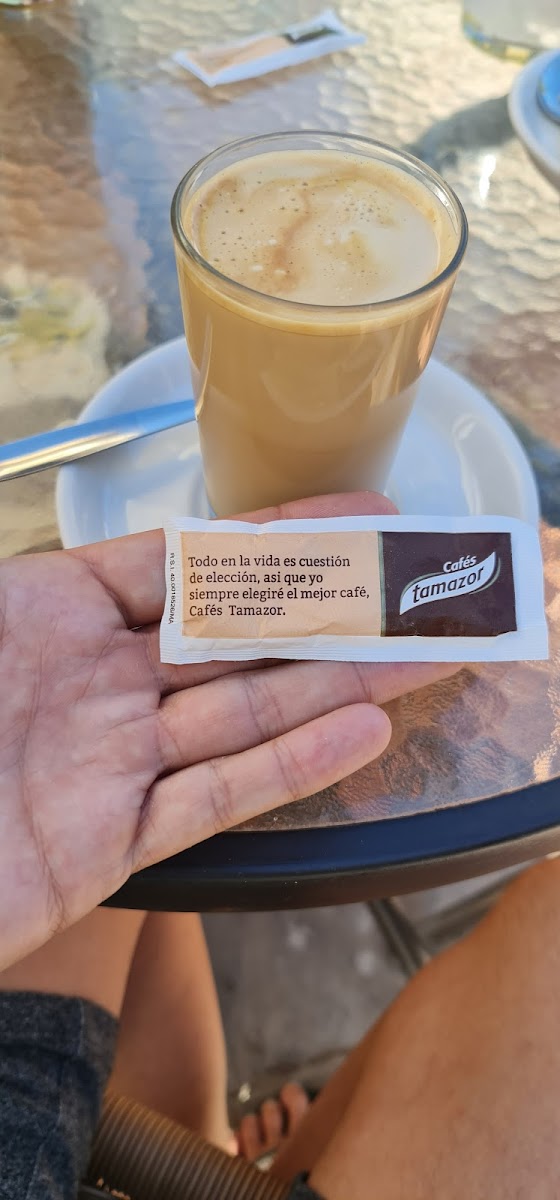 Todo en la vida es cuestión
de elección, asi que yo
siempre elegiré el mejor café,
Cafés Tamazor.
Cafés
tamazor